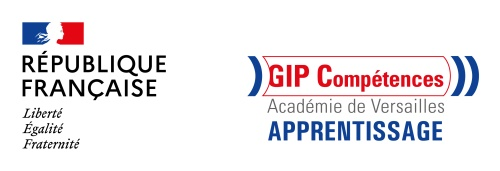 RÉPUBLIQUE
FRANÇAISE
Liberté
Égalité
Fraternité
GIP Compétences
Académie de Versailles
APPRENTISSAGE